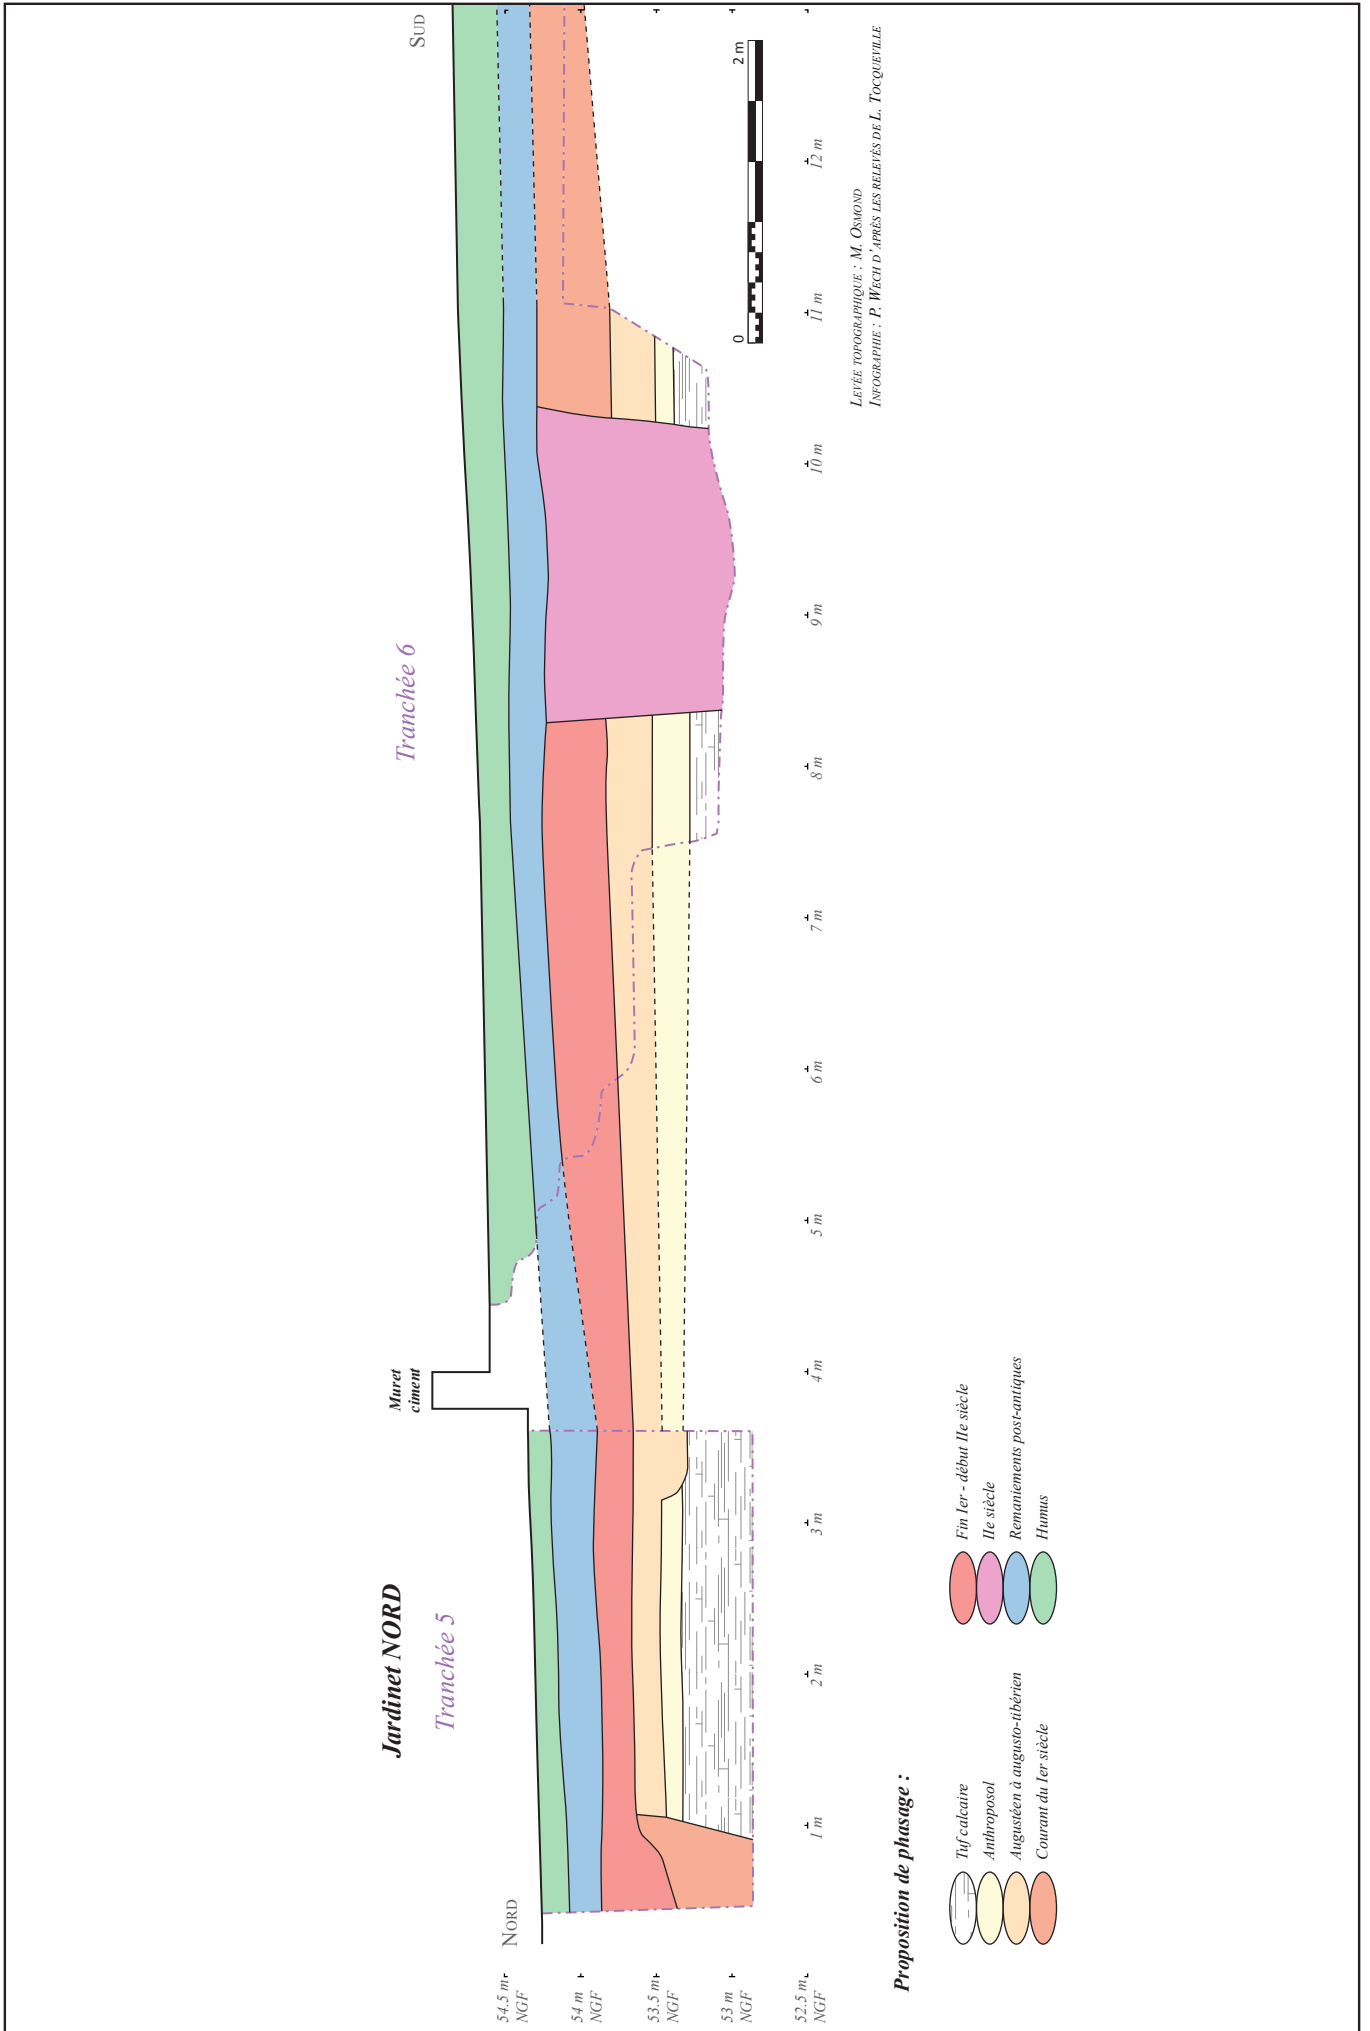 Jardinet NORD
Tranchée 5
Tranchée 6
NORD
SUD
Muret
ciment
54.5 m
NGF
54 m
NGF
53.5 m
NGF
53 m
NGF
52.5 m
NGF
1 m
2 m
3 m
4 m
5 m
6 m
7 m
8 m
9 m
10 m
11 m
12 m
0
2 m
LEVÉE TOPOGRAPHIQUE : M. OSMOND
INFOGRAPHIE : P. WECH D'APRÈS LES RELEVÉS DE L. TOCQUEVILLE
Proposition de phasage :
Tuf calcaire
Anthroposol
Augustéen à augusto-tibérien
Courant du Ier siècle
Fin Ier - début IIe siècle
IIe siècle
Remaniements post-antiques
Humus